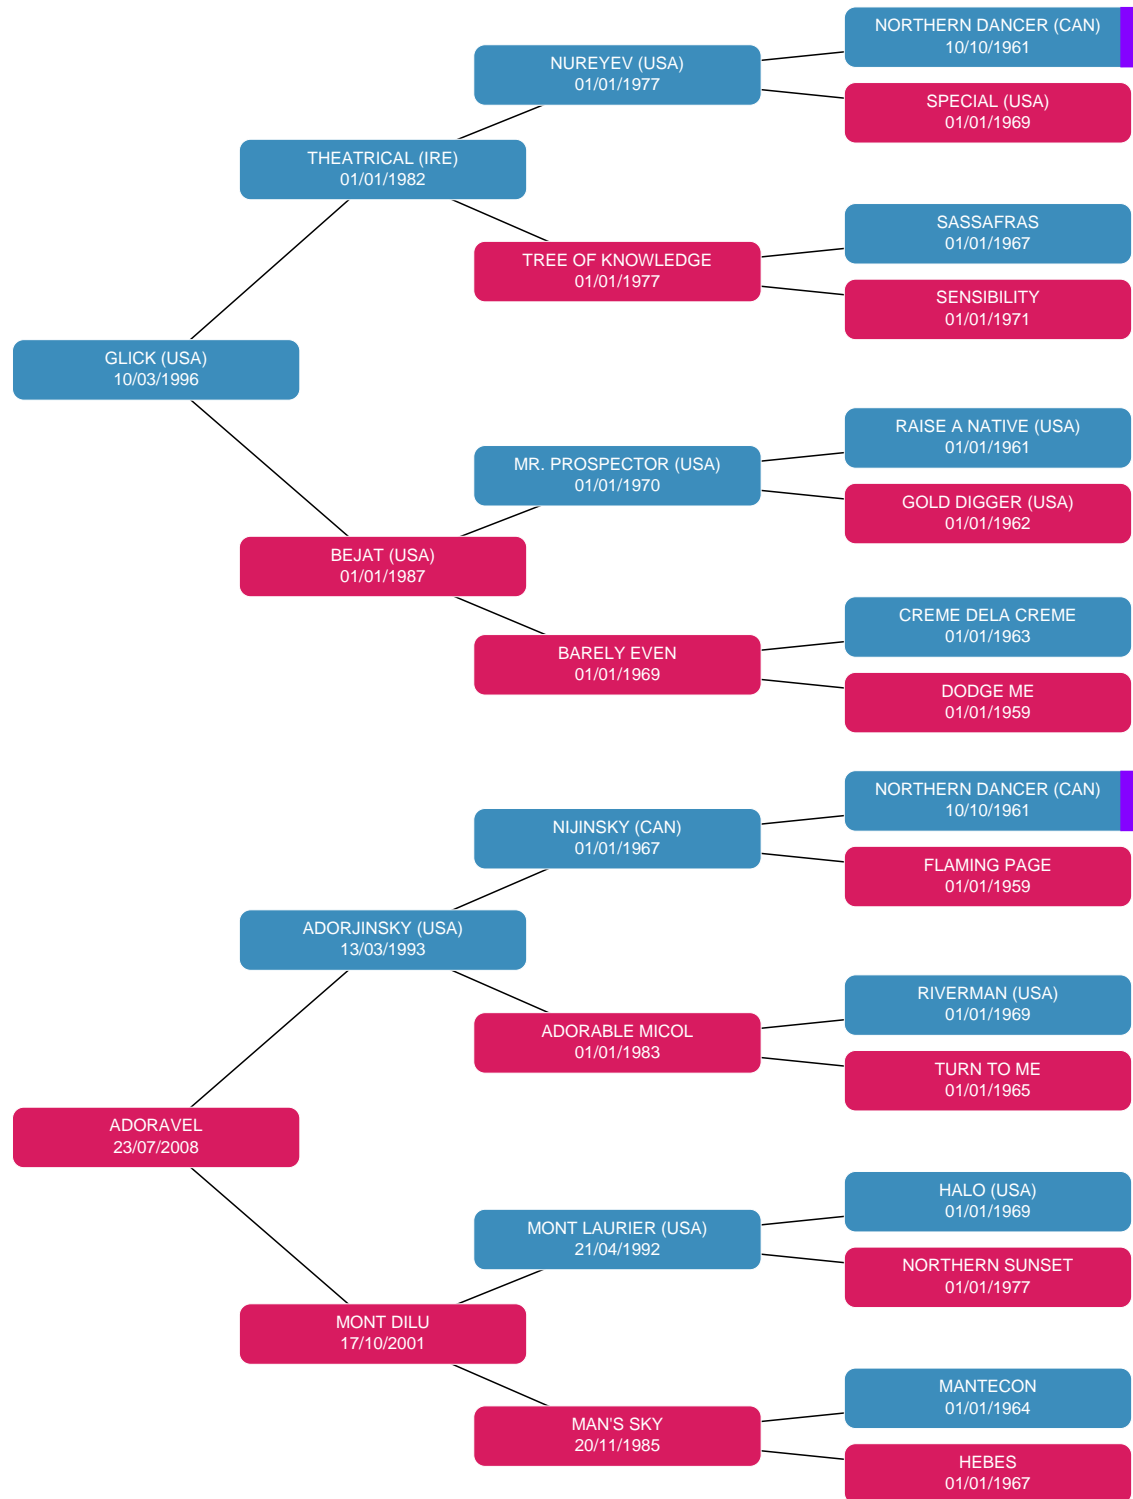 NORTHERN DANCER (CAN)
10/10/1961
NUREYEV (USA)
01/01/1977
SPECIAL (USA)
01/01/1969
THEATRICAL (IRE)
01/01/1982
SASSAFRAS
01/01/1967
TREE OF KNOWLEDGE
01/01/1977
SENSIBILITY
01/01/1971
GLICK (USA)
10/03/1996
RAISE A NATIVE (USA)
01/01/1961
MR. PROSPECTOR (USA)
01/01/1970
GOLD DIGGER (USA)
01/01/1962
BEJAT (USA)
01/01/1987
CREME DELA CREME
01/01/1963
BARELY EVEN
01/01/1969
DODGE ME
01/01/1959
NORTHERN DANCER (CAN)
10/10/1961
NIJINSKY (CAN)
01/01/1967
FLAMING PAGE
01/01/1959
ADORJINSKY (USA)
13/03/1993
RIVERMAN (USA)
01/01/1969
ADORABLE MICOL
01/01/1983
TURN TO ME
01/01/1965
ADORAVEL
23/07/2008
HALO (USA)
01/01/1969
MONT LAURIER (USA)
21/04/1992
NORTHERN SUNSET
01/01/1977
MONT DILU
17/10/2001
MANTECON
01/01/1964
MAN'S SKY
20/11/1985
HEBES
01/01/1967